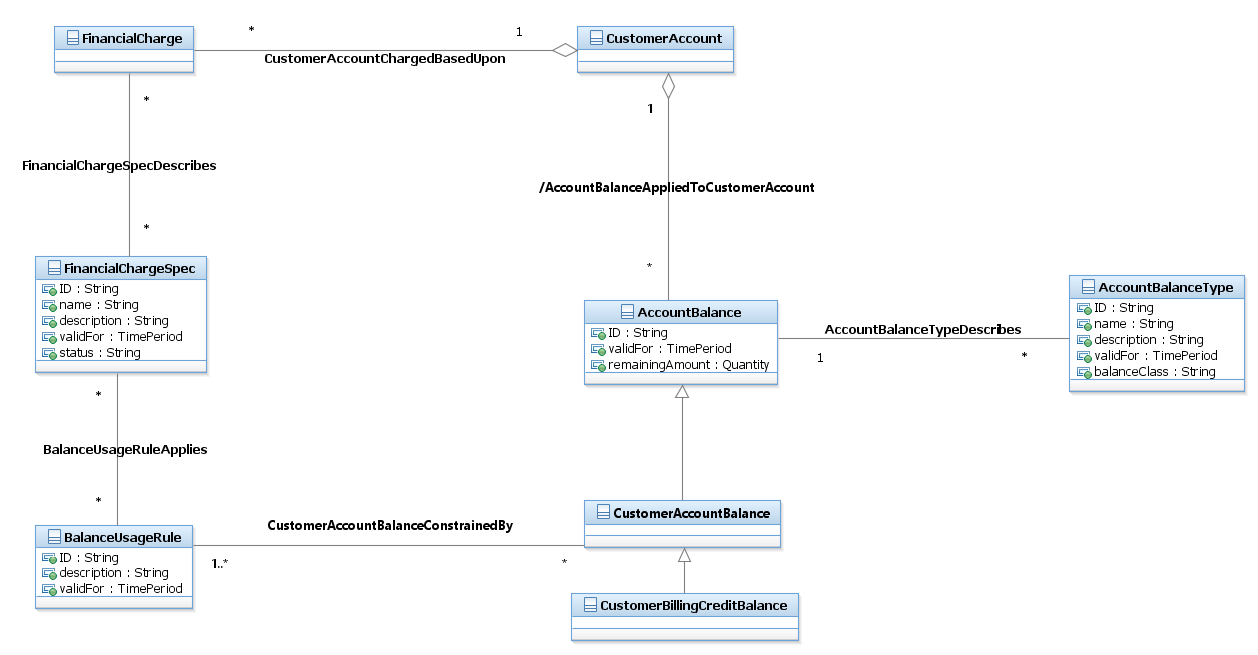 *
1
FinancialCharge
CustomerAccount
CustomerAccountChargedBasedUpon
*
1
FinancialChargeSpecDescribes
/AccountBalanceAppliedToCustomerAccount
*
*
FinancialChargeSpec
ID : String
name : String
description : String
validFor : TimePeriod
status : String
AccountBalance
ID : String
validFor : TimePeriod
remainingAmount : Quantity
AccountBalanceTypeDescribes
1
*
AccountBalanceType
ID : String
name : String
description : String
validFor : TimePeriod
balanceClass : String
*
BalanceUsageRuleApplies
*
CustomerAccountBalance
CustomerAccountBalanceConstrainedBy
BalanceUsageRule
ID : String
description : String
validFor : TimePeriod
1..*
*
CustomerBillingCreditBalance